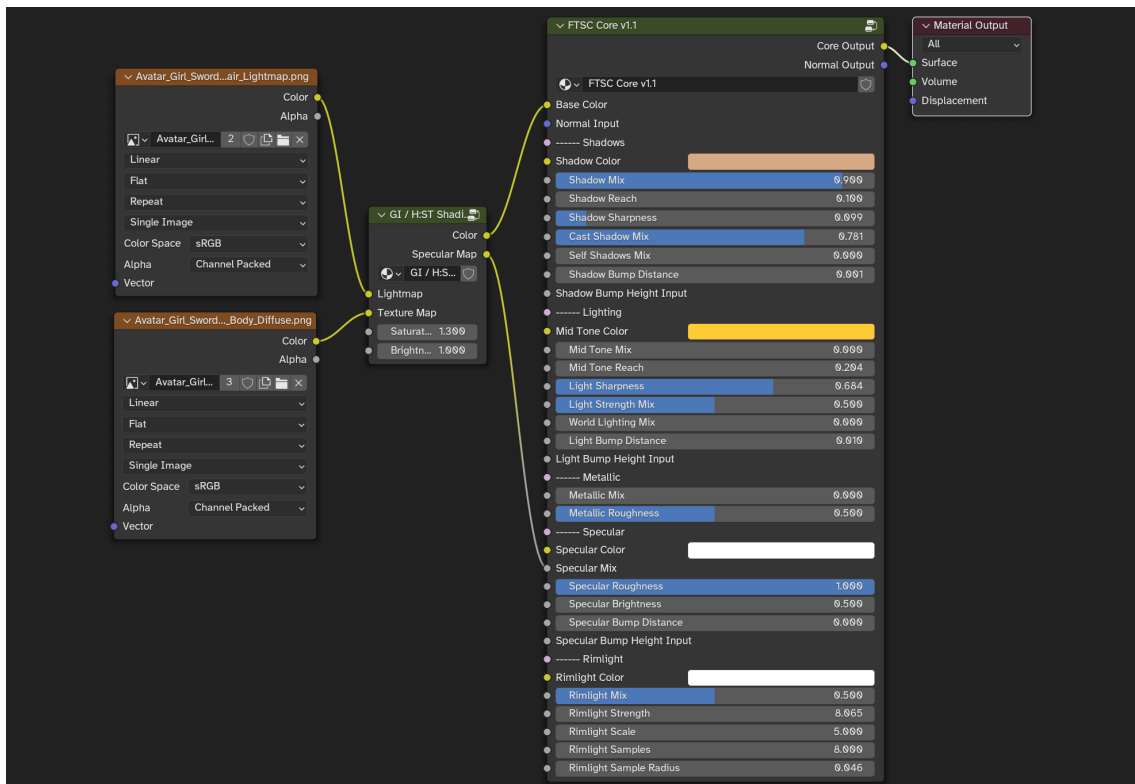 Avatar_Girl_Sword...air_Lightmap.png
Color
Alpha
Avatar_Girl... 2
Linear
Flat
Repeat
Single Image
Color Space sRGB
Alpha Channel Packed
Vector
Avatar_Girl_Sword..._Body_Diffuse.png
Color
Alpha
Avatar_Girl... 3
Linear
Flat
Repeat
Single Image
Color Space sRGB
Alpha Channel Packed
Vector
GI / H:ST Shadi...
Color
Specular Map
GI / H:S...
Lightmap
Texture Map
Saturat... 1.300
Brightn... 1.000
FTSC Core v1.1
Core Output
Normal Output
FTSC Core v1.1
Base Color
Normal Input
------ Shadows
Shadow Color
Shadow Mix 0.900
Shadow Reach 0.100
Shadow Sharpness 0.099
Cast Shadow Mix 0.781
Self Shadows Mix 0.000
Shadow Bump Distance 0.001
Shadow Bump Height Input
------ Lighting
Mid Tone Color
Mid Tone Mix 0.000
Mid Tone Reach 0.204
Light Sharpness 0.684
Light Strength Mix 0.500
World Lighting Mix 0.000
Light Bump Distance 0.010
Light Bump Height Input
------ Metallic
Metallic Mix 0.000
Metallic Roughness 0.500
------ Specular
Specular Color
Specular Mix
Specular Roughness 1.000
Specular Brightness 0.500
Specular Bump Distance 0.000
Specular Bump Height Input
------ Rimlight
Rimlight Color
Rimlight Mix 0.500
Rimlight Strength 8.065
Rimlight Scale 5.000
Rimlight Samples 8.000
Rimlight Sample Radius 0.046
Material Output
All
Surface
Volume
Displacement